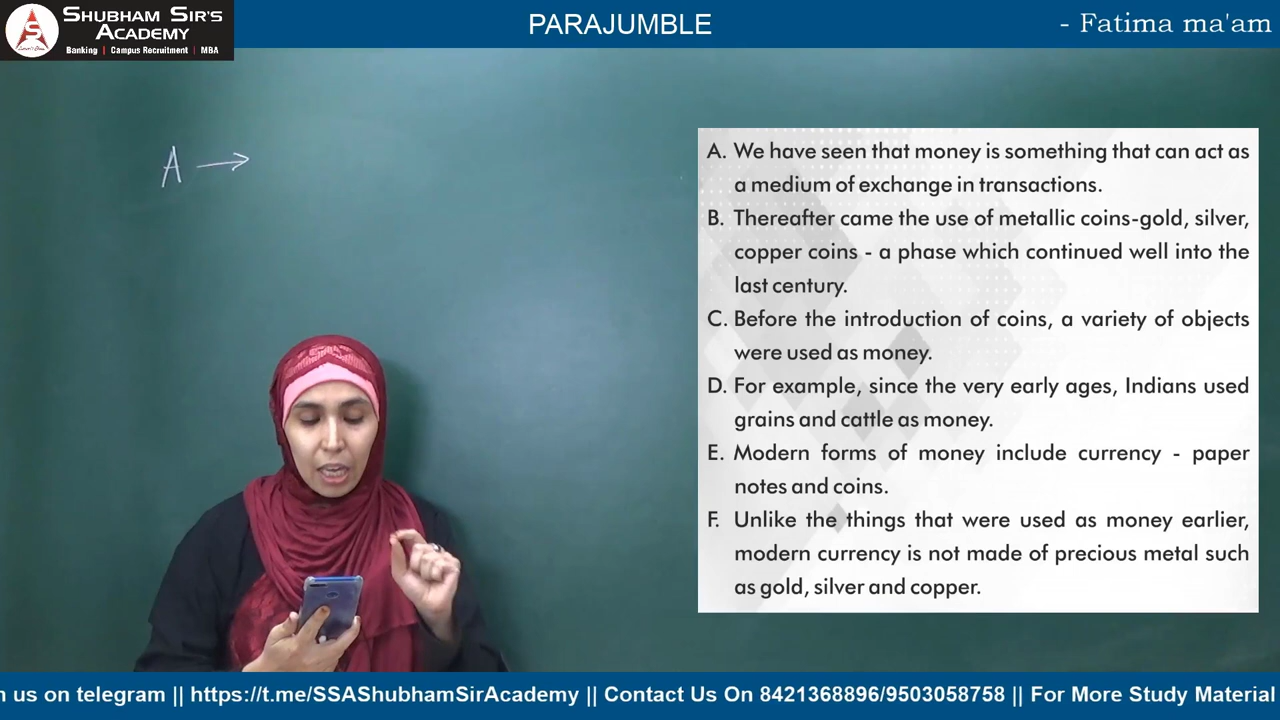 SHUBHAM SIR'S
ACADEMY
Banking | Campus Recruitment | MBA
PARAJUMBLE
- Fatima ma'am
A →
A. We have seen that money is something that can act as
a medium of exchange in transactions.
B. Thereafter came the use of metallic coins-gold, silver,
copper coins - a phase which continued well into the
last century.
C. Before the introduction of coins, a variety of objects
were used as money.
D. For example, since the very early ages, Indians used
grains and cattle as money.
E. Modern forms of money include currency - paper
notes and coins.
F. Unlike the things that were used as money earlier,
modern currency is not made of precious metal such
as gold, silver and copper.
n us on telegram || https://t.me/SSAShubhamSirAcademy || Contact Us On 8421368896/9503058758 || For More Study Material